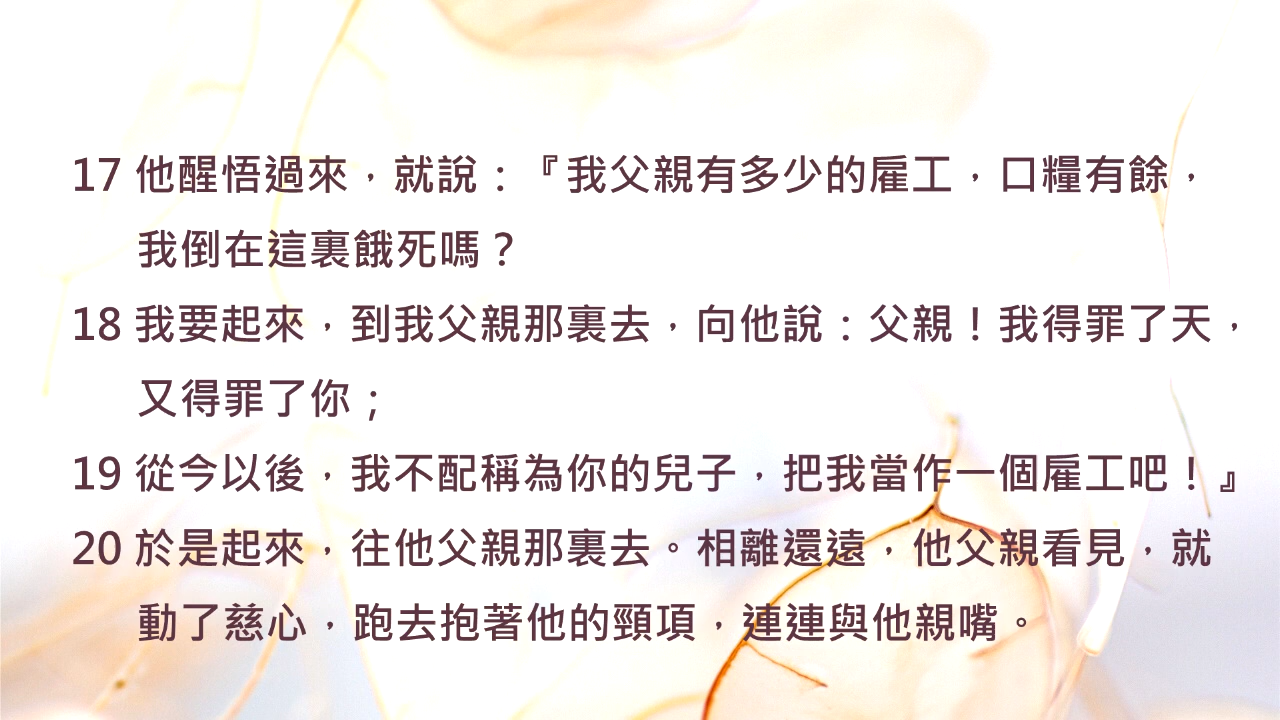 17 他醒悟過來，就說：『我父親有多少的雇工，口糧有餘，
我倒在這裏餓死嗎？
18 我要起來，到我父親那裏去，向他說：父親！我得罪了天，
又得罪了你；
19 從今以後，我不配稱為你的兒子，把我當作一個雇工吧！』
20 於是起來，往他父親那裏去。相離還遠，他父親看見，就
動了慈心，跑去抱著他的頸項，連連與他親嘴。